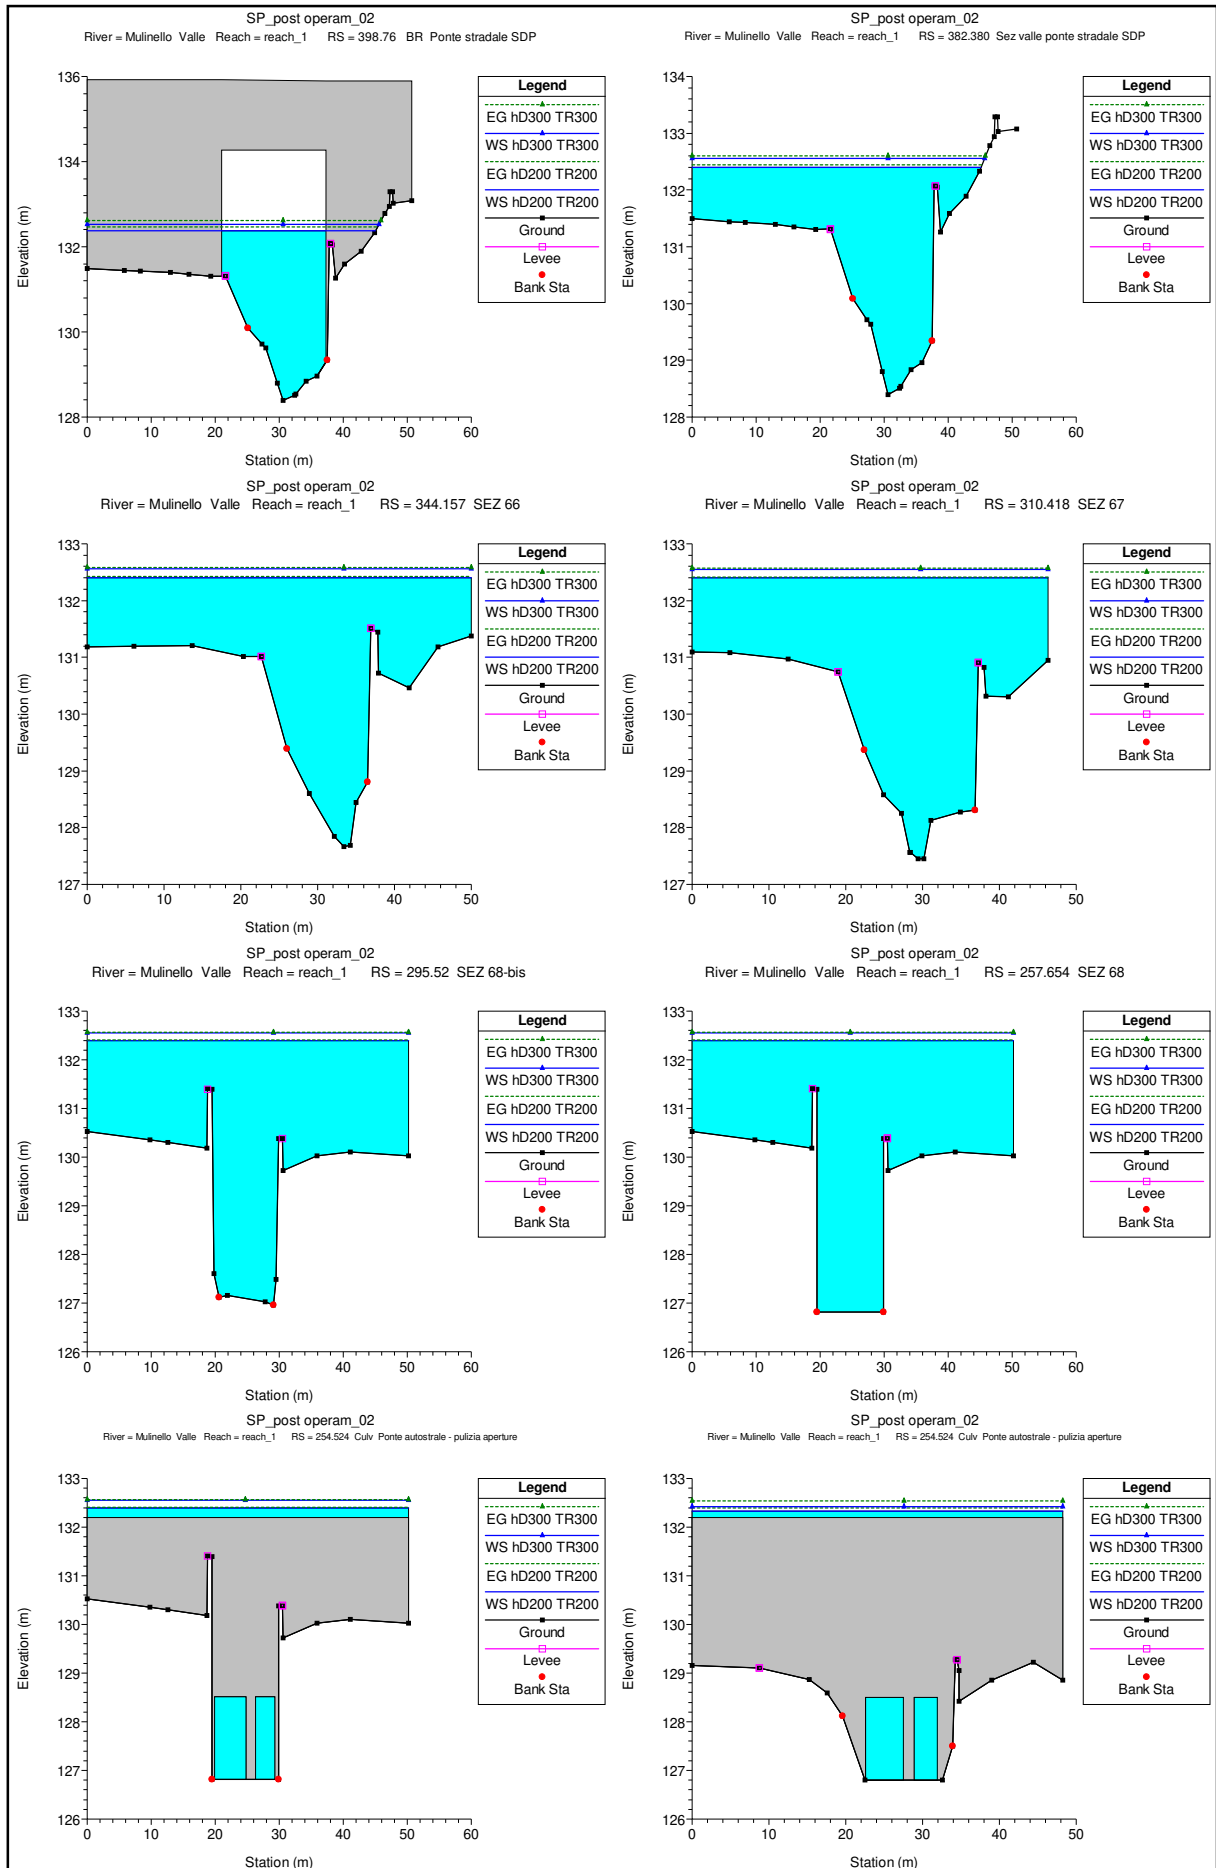 SP_post operam_02
River = Mulinello Valle Reach = reach_1 RS = 398.76 BR Ponte stradale SDP
Elevation (m)
136
134
132
130
128
0 10 20 30 40 50 60
Station (m)
Legend
EG hD300 TR300
WS hD300 TR300
EG hD200 TR200
WS hD200 TR200
Ground
Levee
Bank Sta
SP_post operam_02
River = Mulinello Valle Reach = reach_1 RS = 382.380 Sez valle ponte stradale SDP
Elevation (m)
134
133
132
131
130
129
128
0 10 20 30 40 50 60
Station (m)
Legend
EG hD300 TR300
WS hD300 TR300
EG hD200 TR200
WS hD200 TR200
Ground
Levee
Bank Sta
SP_post operam_02
River = Mulinello Valle Reach = reach_1 RS = 344.157 SEZ 66
Elevation (m)
133
132
131
130
129
128
127
0 10 20 30 40 50
Station (m)
Legend
EG hD300 TR300
WS hD300 TR300
EG hD200 TR200
WS hD200 TR200
Ground
Levee
Bank Sta
SP_post operam_02
River = Mulinello Valle Reach = reach_1 RS = 310.418 SEZ 67
Elevation (m)
133
132
131
130
129
128
127
0 10 20 30 40 50
Station (m)
Legend
EG hD300 TR300
WS hD300 TR300
EG hD200 TR200
WS hD200 TR200
Ground
Levee
Bank Sta
SP_post operam_02
River = Mulinello Valle Reach = reach_1 RS = 295.52 SEZ 68-bis
Elevation (m)
133
132
131
130
129
128
127
126
0 10 20 30 40 50 60
Station (m)
Legend
EG hD300 TR300
WS hD300 TR300
EG hD200 TR200
WS hD200 TR200
Ground
Levee
Bank Sta
SP_post operam_02
River = Mulinello Valle Reach = reach_1 RS = 257.654 SEZ 68
Elevation (m)
133
132
131
130
129
128
127
126
0 10 20 30 40 50 60
Station (m)
Legend
EG hD300 TR300
WS hD300 TR300
EG hD200 TR200
WS hD200 TR200
Ground
Levee
Bank Sta
SP_post operam_02
River = Mulinello Valle Reach = reach_1 RS = 254.524 Culv Ponte autostrale - pulizia aperture
Elevation (m)
133
132
131
130
129
128
127
126
0 10 20 30 40 50 60
Station (m)
Legend
EG hD300 TR300
WS hD300 TR300
EG hD200 TR200
WS hD200 TR200
Ground
Levee
Bank Sta
SP_post operam_02
River = Mulinello Valle Reach = reach_1 RS = 254.524 Culv Ponte autostrale - pulizia aperture
Elevation (m)
133
132
131
130
129
128
127
126
0 10 20 30 40 50
Station (m)
Legend
EG hD300 TR300
WS hD300 TR300
EG hD200 TR200
WS hD200 TR200
Ground
Levee
Bank Sta